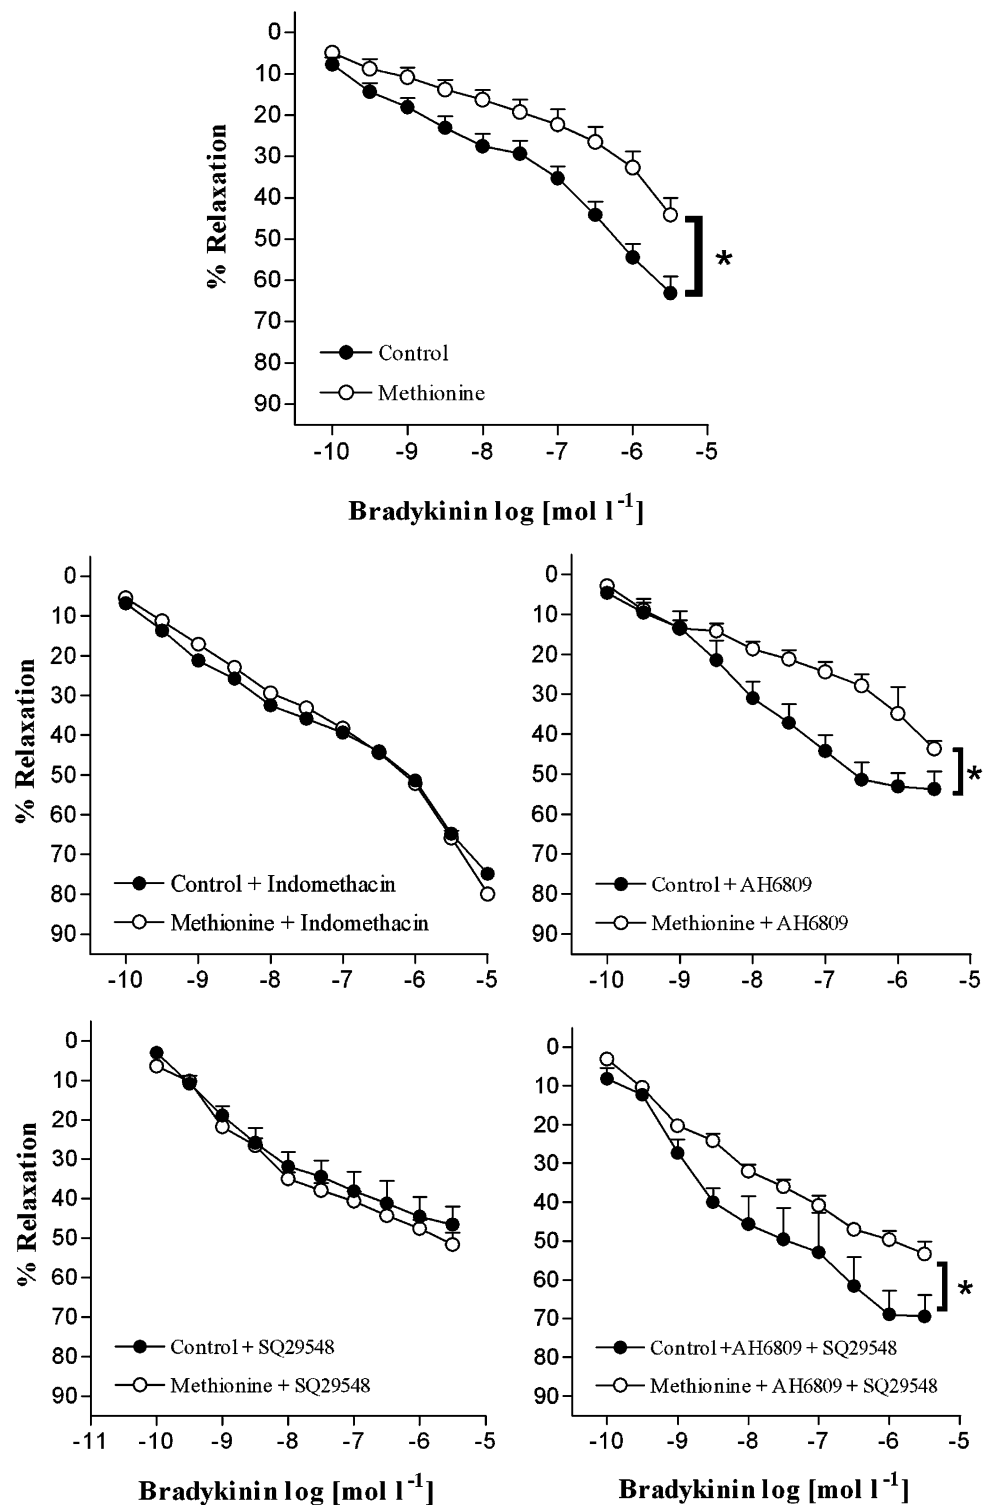 0
10
20
30
40
50
60
70
80
90
% Relaxation
*
Control
Methionine
-10 -9 -8 -7 -6 -5
Bradykinin log [mol l⁻¹]
0
10
20
30
40
50
60
70
80
90
% Relaxation
Control + Indomethacin
Methionine + Indomethacin
-10 -9 -8 -7 -6 -5
0
10
20
30
40
50
60
70
80
90
*
Control + AH6809
Methionine + AH6809
-10 -9 -8 -7 -6 -5
0
10
20
30
40
50
60
70
80
90
% Relaxation
Control + SQ29548
Methionine + SQ29548
-11 -10 -9 -8 -7 -6 -5
Bradykinin log [mol l⁻¹]
0
10
20
30
40
50
60
70
80
90
*
Control +AH6809 + SQ29548
Methionine + AH6809 + SQ29548
-10 -9 -8 -7 -6 -5
Bradykinin log [mol l⁻¹]